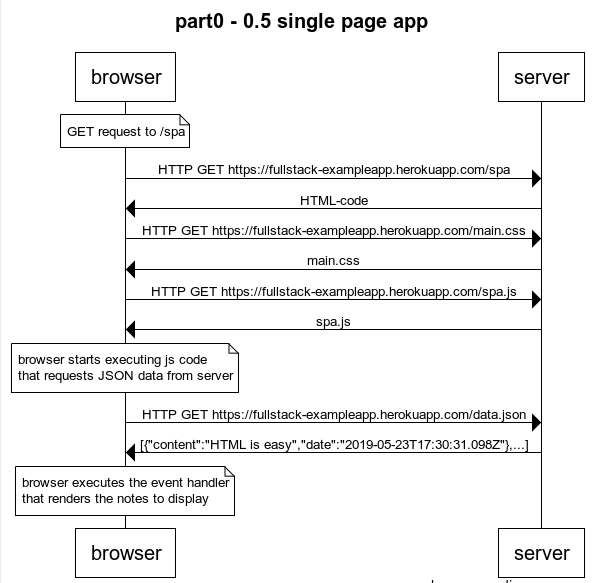 part0 - 0.5 single page app
browser
server
GET request to /spa
HTTP GET https://fullstack-exampleapp.herokuapp.com/spa
HTML-code
HTTP GET https://fullstack-exampleapp.herokuapp.com/main.css
main.css
HTTP GET https://fullstack-exampleapp.herokuapp.com/spa.js
spa.js
browser starts executing js code
that requests JSON data from server
HTTP GET https://fullstack-exampleapp.herokuapp.com/data.json
[{"content":"HTML is easy","date":"2019-05-23T17:30:31.098Z"},...]
browser executes the event handler
that renders the notes to display
browser
server